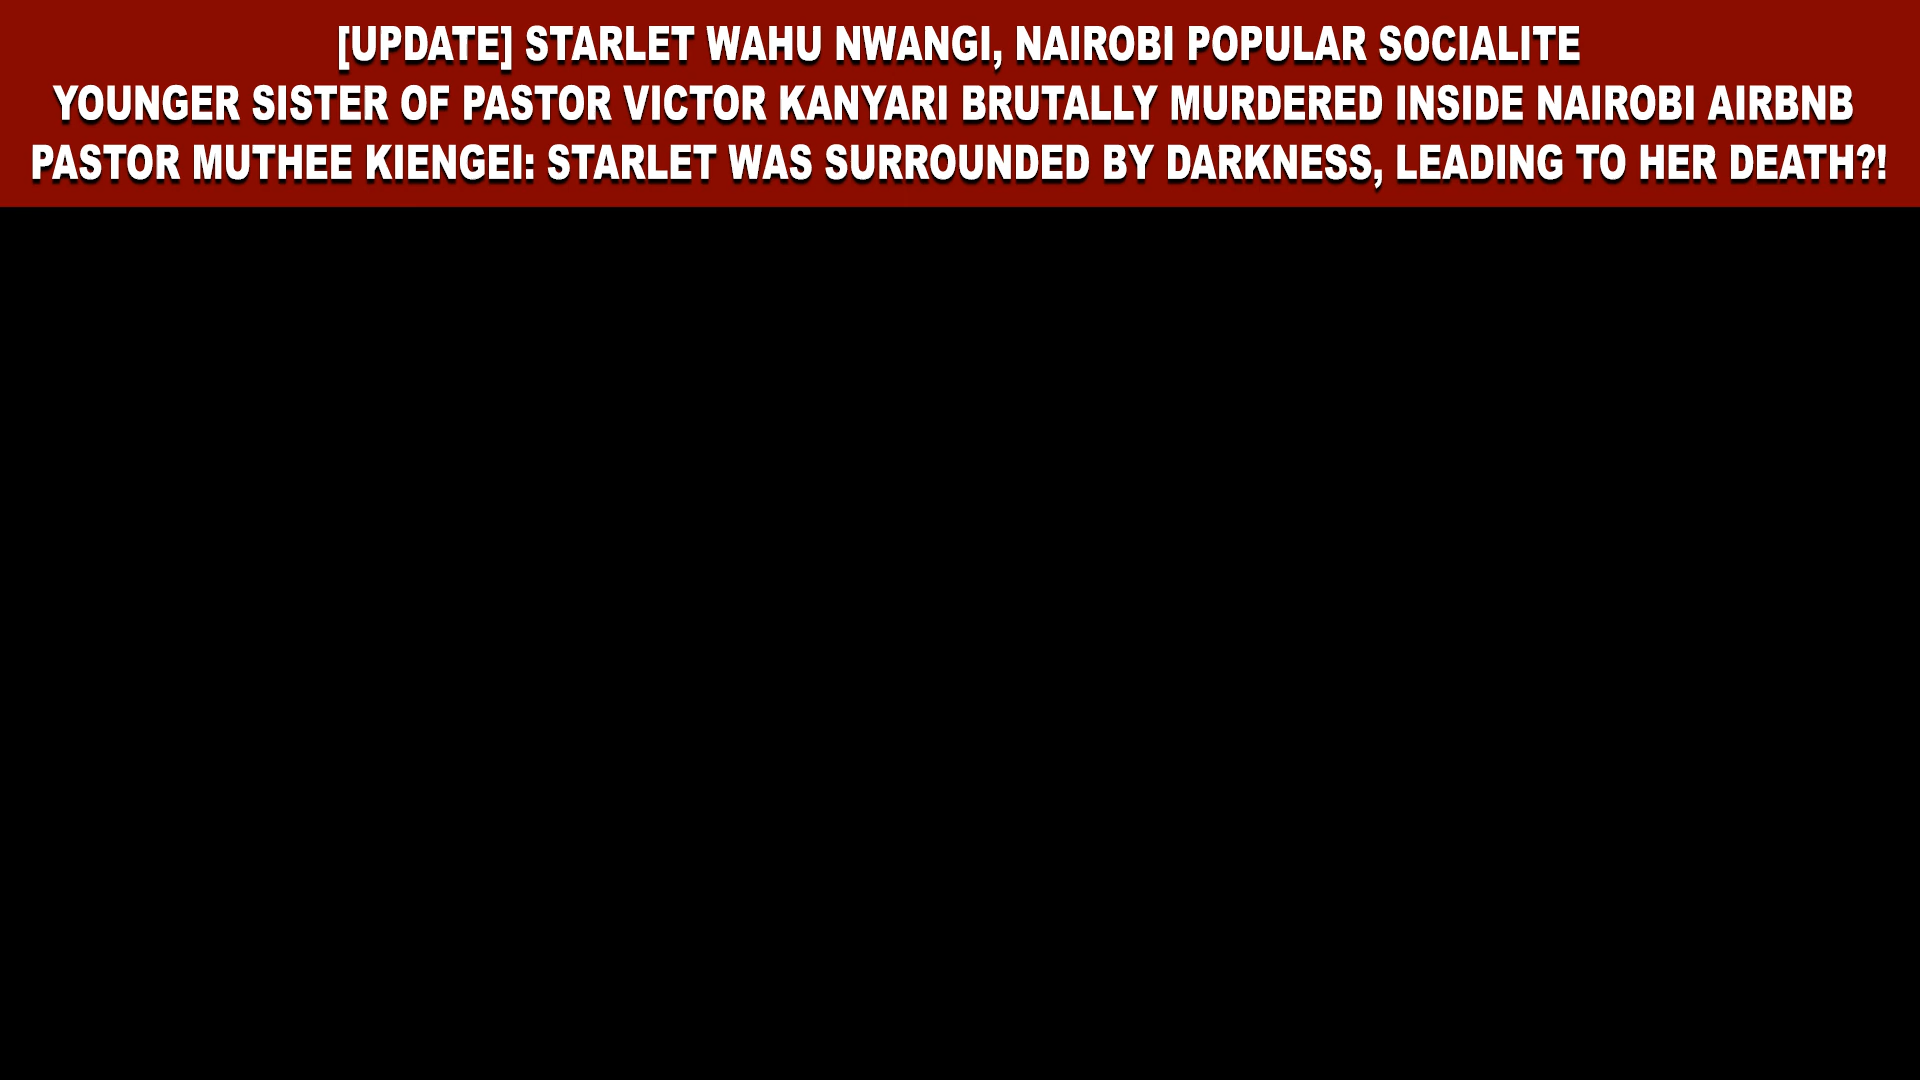 [UPDATE] STARLET WAHU NWANGI, NAIROBI POPULAR SOCIALITE
YOUNGER SISTER OF PASTOR VICTOR KANYARI BRUTALLY MURDERED INSIDE NAIROBI AIRBNB
PASTOR MUTHEE KIENGEI: STARLET WAS SURROUNDED BY DARKNESS, LEADING TO HER DEATH?!